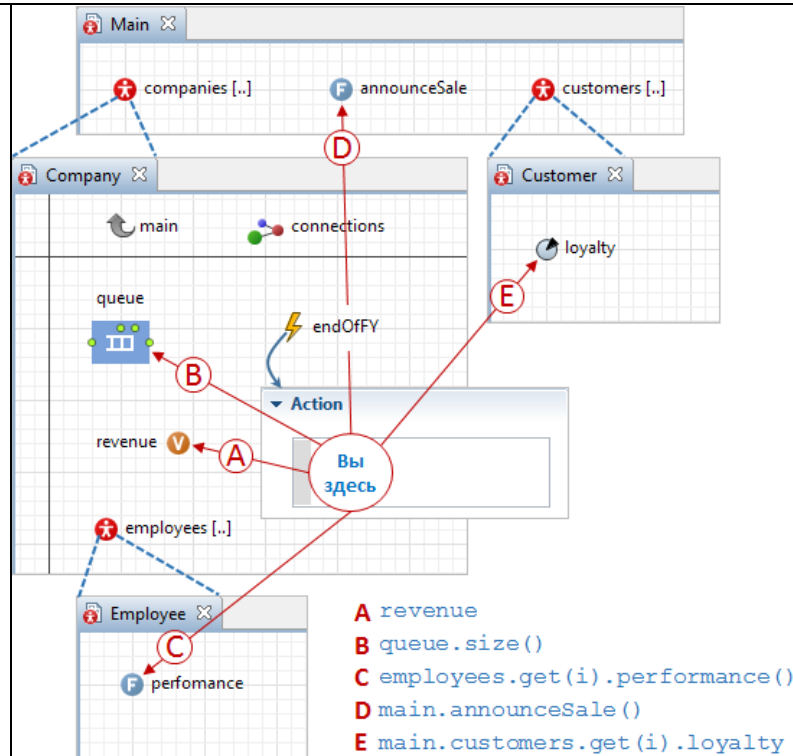 Main
companies [..]
F announceSale
customers [..]
D
Company
Customer
main
connections
loyalty
queue
E
endOfFY
B
Action
revenue V
A
Вы
здесь
employees [..]
Employee
C
F perfomance
A revenue
B queue.size()
C employees.get(i).performance()
D main.announceSale()
E main.customers.get(i).loyalty